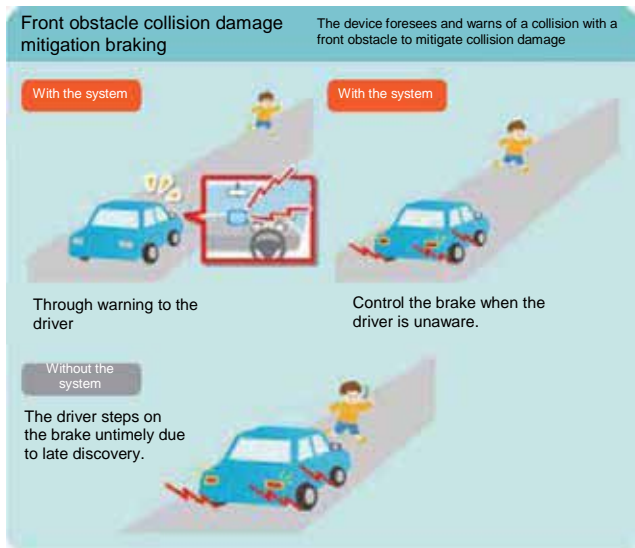 Front obstacle collision damage
mitigation braking
The device foresees and warns of a collision with a
front obstacle to mitigate collision damage
With the system
With the system
Through warning to the
driver
Control the brake when the
driver is unaware.
Without the
system
The driver steps on
the brake untimely due
to late discovery.